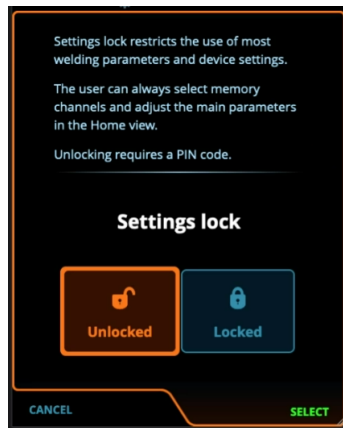 Settings lock restricts the use of most
welding parameters and device settings.
The user can always select memory
channels and adjust the main parameters
in the Home view.
Unlocking requires a PIN code.
Settings lock
Unlocked Locked
CANCEL SELECT